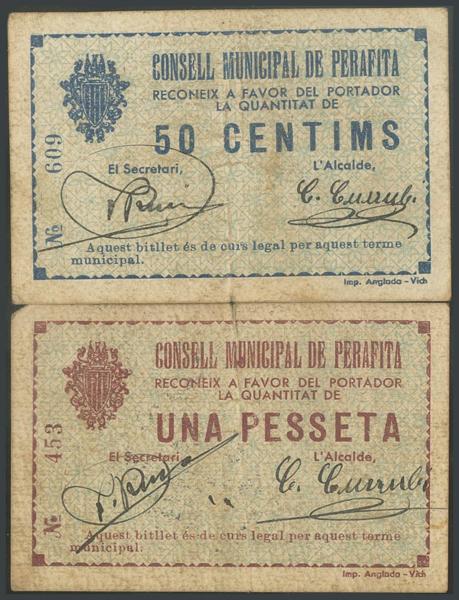 CONSELL MUNICIPAL DE PERAFITA
RECONEIX A FAVOR DEL PORTADOR
LA QUANTITAT DE
50 CENTIMS
El Secretari,
L'Alcalde,
Nº 609
Aquest bitllet és de curs legal per aquest terme
municipal.
Imp. Anglada - Vich
CONSELL MUNICIPAL DE PERAFITA
RECONEIX A FAVOR DEL PORTADOR
LA QUANTITAT DE
UNA PESSETA
El Secretari
L'Alcalde,
Nº 453
Aquest bitllet és de curs legal per aquest terme
municipal.
Imp. Anglada - Vich